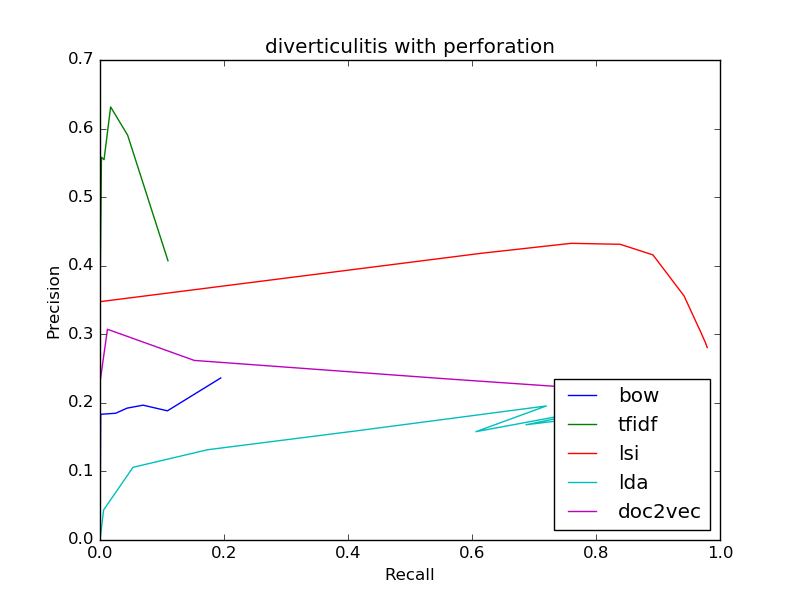 diverticulitis with perforation
0.7
0.6
0.5
0.4
0.3
0.2
0.1
0.0
Precision
0.0 0.2 0.4 0.6 0.8 1.0
Recall
bow
tfidf
lsi
lda
doc2vec